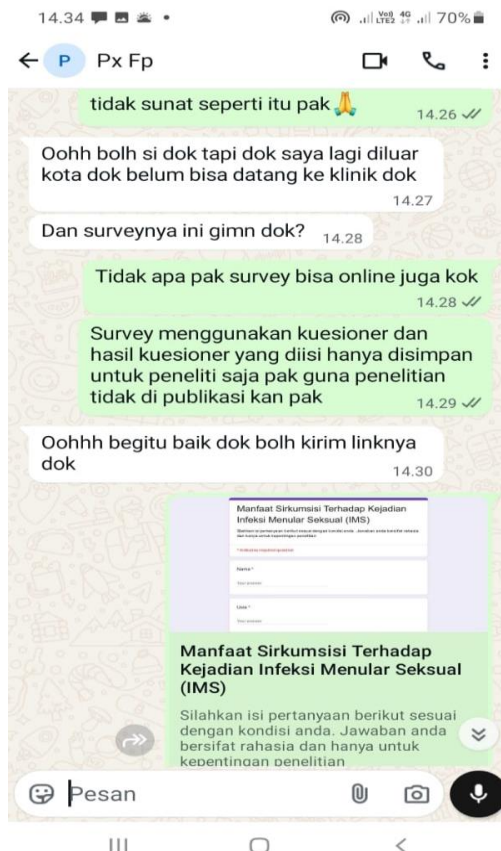 14.34
Voo) 4G
LTE2
70%
P
Px Fp
tidak sunat seperti itu pak🙏
14.26
Oohh bolh si dok tapi dok saya lagi diluar
kota dok belum bisa datang ke klinik dok
14.27
Dan surveynya ini gimn dok?
14.28
Tidak apa pak survey bisa online juga kok
14.28
Survey menggunakan kuesioner dan
hasil kuesioner yang diisi hanya disimpan
untuk peneliti saja pak guna penelitian
tidak di publikasi kan pak
14.29
Oohhh begitu baik dok bolh kirim linknya
dok
14.30
Manfaat Sirkumsisi Terhadap Kejadian
Infeksi Menular Seksual (IMS)
Nama *
Usia *
Manfaat Sirkumsisi Terhadap
Kejadian Infeksi Menular Seksual
(IMS)
Silahkan isi pertanyaan berikut sesuai
dengan kondisi anda. Jawaban anda
bersifat rahasia dan hanya untuk
kepentingan penelitian
Pesan